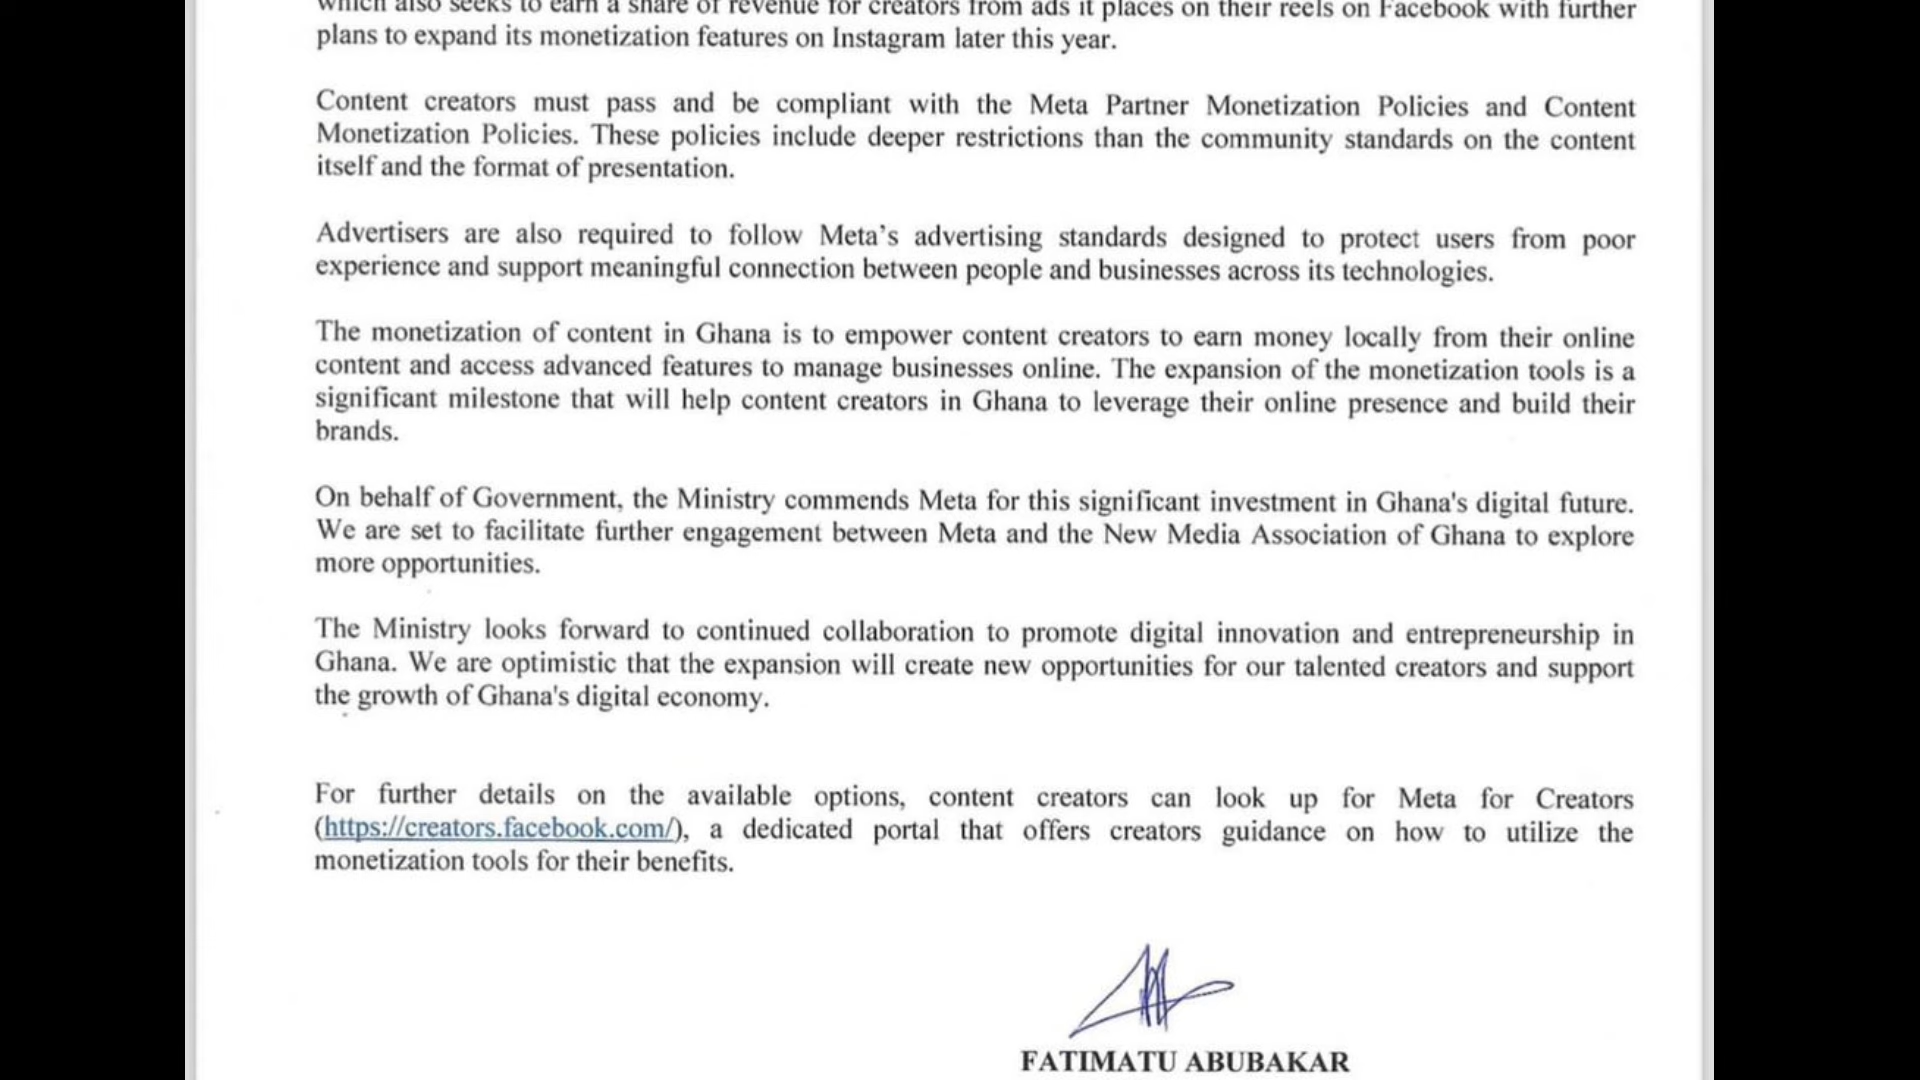 which also seeks to earn a share of revenue for creators from ads it places on their reels on Facebook with further
plans to expand its monetization features on Instagram later this year.
Content creators must pass and be compliant with the Meta Partner Monetization Policies and Content
Monetization Policies. These policies include deeper restrictions than the community standards on the content
itself and the format of presentation.
Advertisers are also required to follow Meta’s advertising standards designed to protect users from poor
experience and support meaningful connection between people and businesses across its technologies.
The monetization of content in Ghana is to empower content creators to earn money locally from their online
content and access advanced features to manage businesses online. The expansion of the monetization tools is a
significant milestone that will help content creators in Ghana to leverage their online presence and build their
brands.
On behalf of Government, the Ministry commends Meta for this significant investment in Ghana's digital future.
We are set to facilitate further engagement between Meta and the New Media Association of Ghana to explore
more opportunities.
The Ministry looks forward to continued collaboration to promote digital innovation and entrepreneurship in
Ghana. We are optimistic that the expansion will create new opportunities for our talented creators and support
the growth of Ghana's digital economy.
For further details on the available options, content creators can look up for Meta for Creators
(https://creators.facebook.com/), a dedicated portal that offers creators guidance on how to utilize the
monetization tools for their benefits.
FATIMATU ABUBAKAR